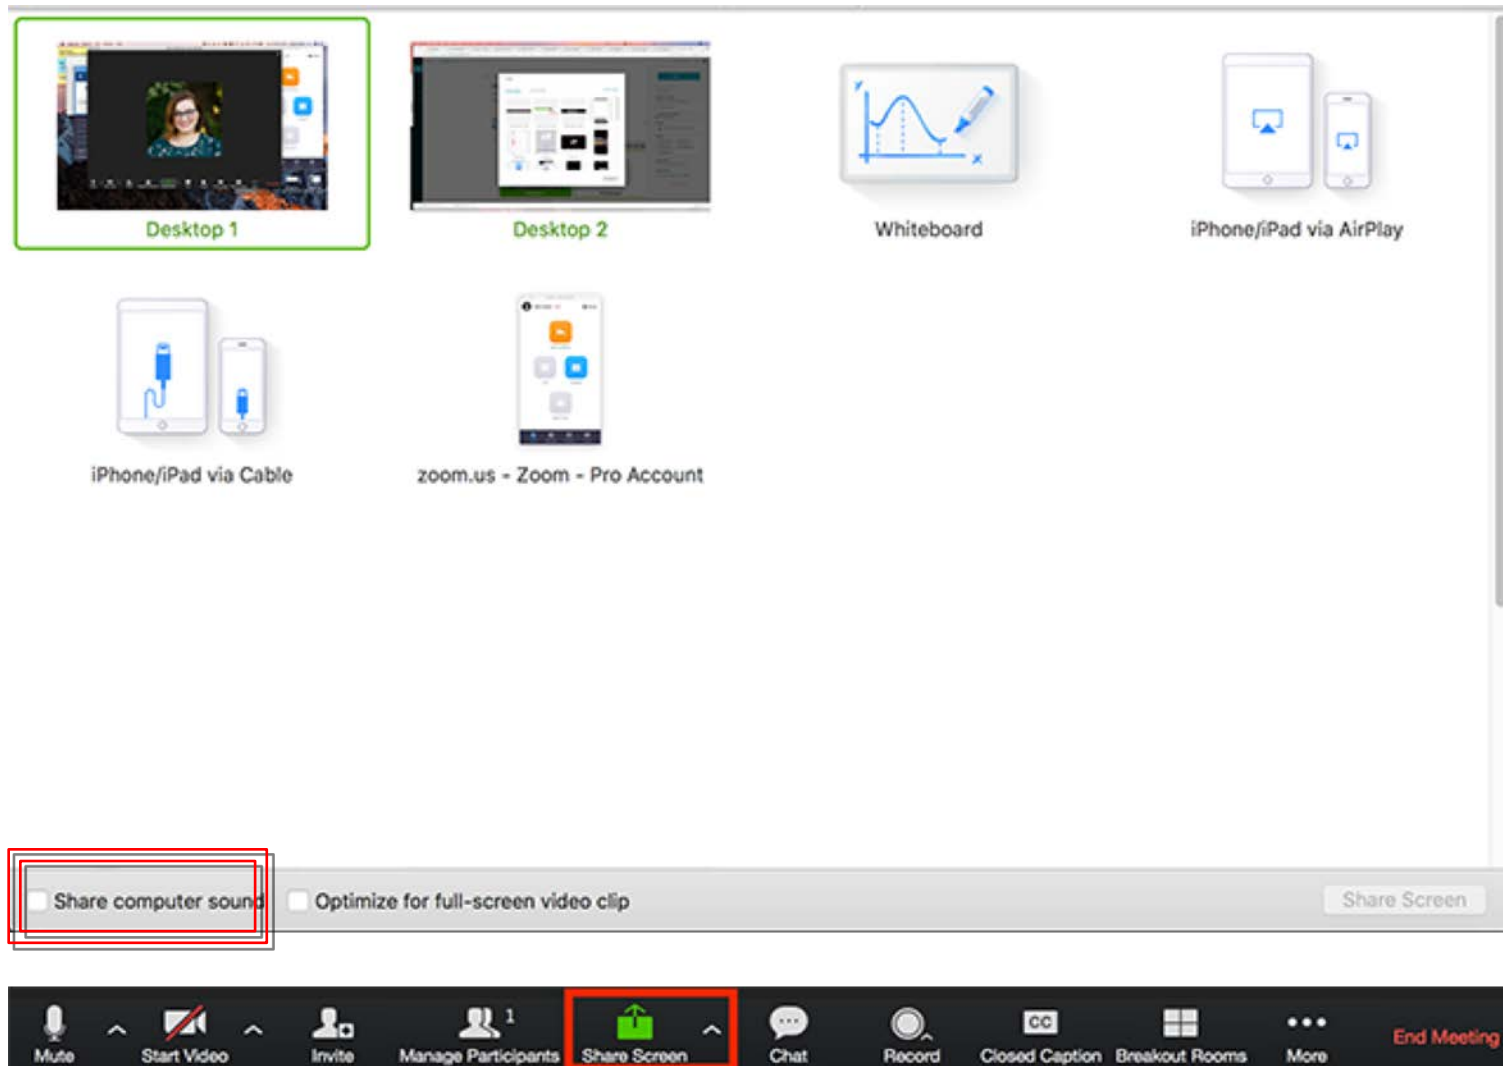 Desktop 1
Desktop 2
Whiteboard
iPhone/iPad via AirPlay
iPhone/iPad via Cable
zoom.us - Zoom - Pro Account
Share computer sound
Optimize for full-screen video clip
Share Screen
1
CC
Mute
Start Video
Invite
Manage Participants
Share Screen
Chat
Record
Closed Caption
Breakout Rooms
More
End Meeting